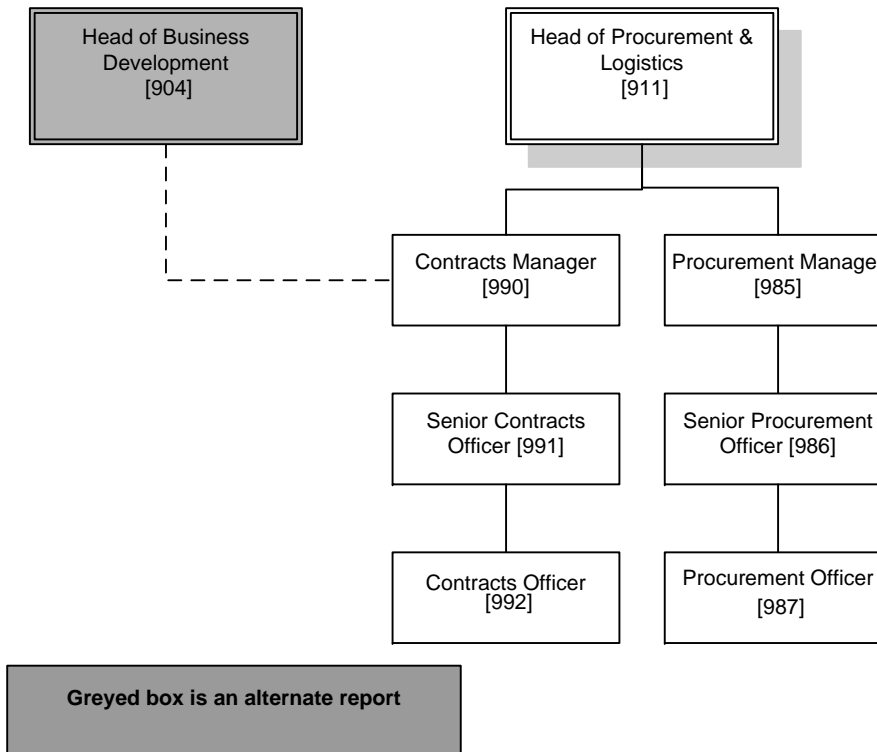 Head of Business
Development
[904]
Head of Procurement &
Logistics
[911]
Contracts Manager
[990]
Procurement Manage
[985]
Senior Contracts
Officer [991]
Senior Procurement
Officer [986]
Contracts Officer
[992]
Procurement Officer
[987]
Greyed box is an alternate report